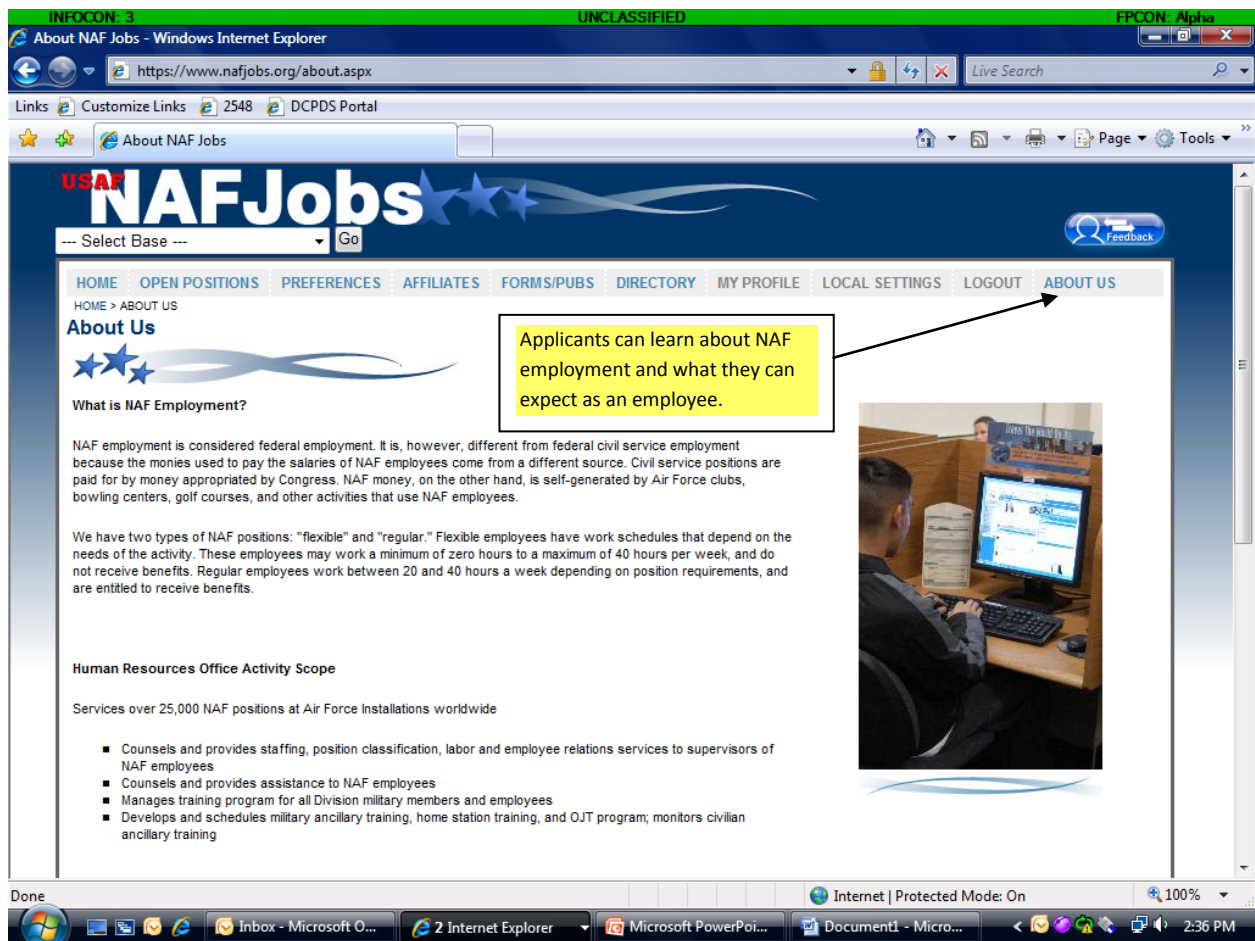 INFOCON: 3 UNCLASSIFIED FPCON: Alpha
About NAF Jobs - Windows Internet Explorer
https://www.nafjobs.org/about.aspx Live Search
Links Customize Links 2548 DCPDS Portal
About NAF Jobs Page Tools
USAF
NAFJobs
--- Select Base --- Go
Feedback
HOME OPEN POSITIONS PREFERENCES AFFILIATES FORMS/PUBS DIRECTORY MY PROFILE LOCAL SETTINGS LOGOUT ABOUT US
HOME > ABOUT US
About Us
Applicants can learn about NAF
employment and what they can
expect as an employee.
What is NAF Employment?
NAF employment is considered federal employment. It is, however, different from federal civil service employment
because the monies used to pay the salaries of NAF employees come from a different source. Civil service positions are
paid for by money appropriated by Congress. NAF money, on the other hand, is self-generated by Air Force clubs,
bowling centers, golf courses, and other activities that use NAF employees.
We have two types of NAF positions: "flexible" and "regular." Flexible employees have work schedules that depend on the
needs of the activity. These employees may work a minimum of zero hours to a maximum of 40 hours per week, and do
not receive benefits. Regular employees work between 20 and 40 hours a week depending on position requirements, and
are entitled to receive benefits.
Human Resources Office Activity Scope
Services over 25,000 NAF positions at Air Force Installations worldwide
Counsels and provides staffing, position classification, labor and employee relations services to supervisors of
NAF employees
Counsels and provides assistance to NAF employees
Manages training program for all Division military members and employees
Develops and schedules military ancillary training, home station training, and OJT program; monitors civilian
ancillary training
Done Internet | Protected Mode: On 100%
Inbox - Microsoft O... 2 Internet Explorer Microsoft PowerPoi... Document1 - Micro... 2:36 PM